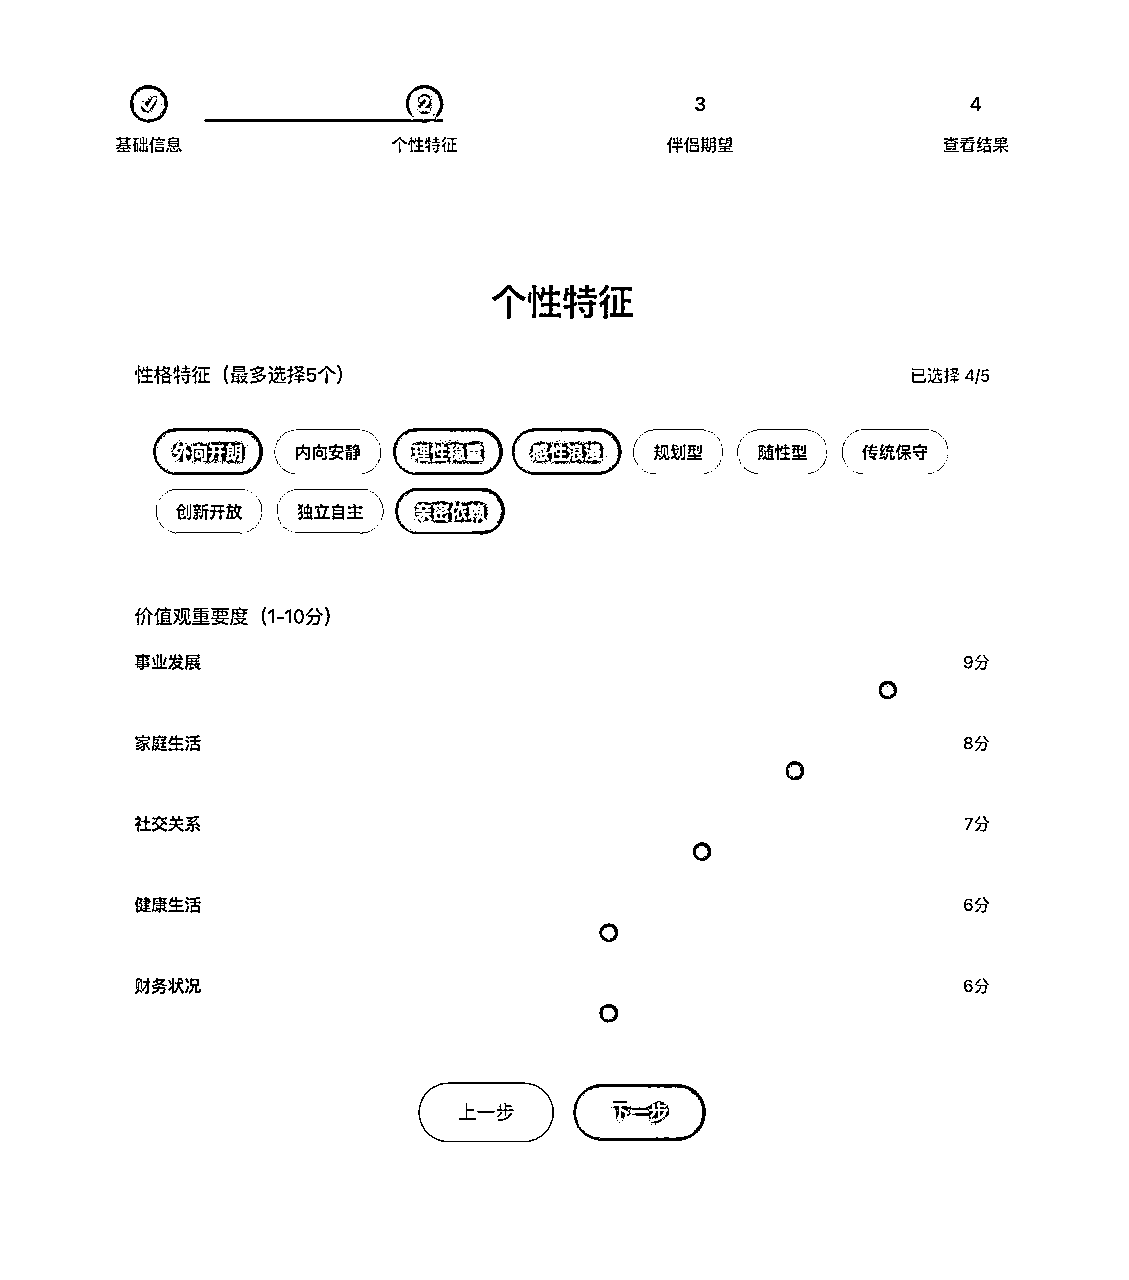 2 3 4
基础信息 个性特征 伴侣期望 查看结果
个性特征
性格特征（最多选择5个） 已选择 4/5
外向开朗 内向安静 理性稳重 感性浪漫 规划型 随性型 传统保守
创新开放 独立自主 亲密依赖
价值观重要度（1-10分）
事业发展 9分
家庭生活 8分
社交关系 7分
健康生活 6分
财务状况 6分
上一步 下一步